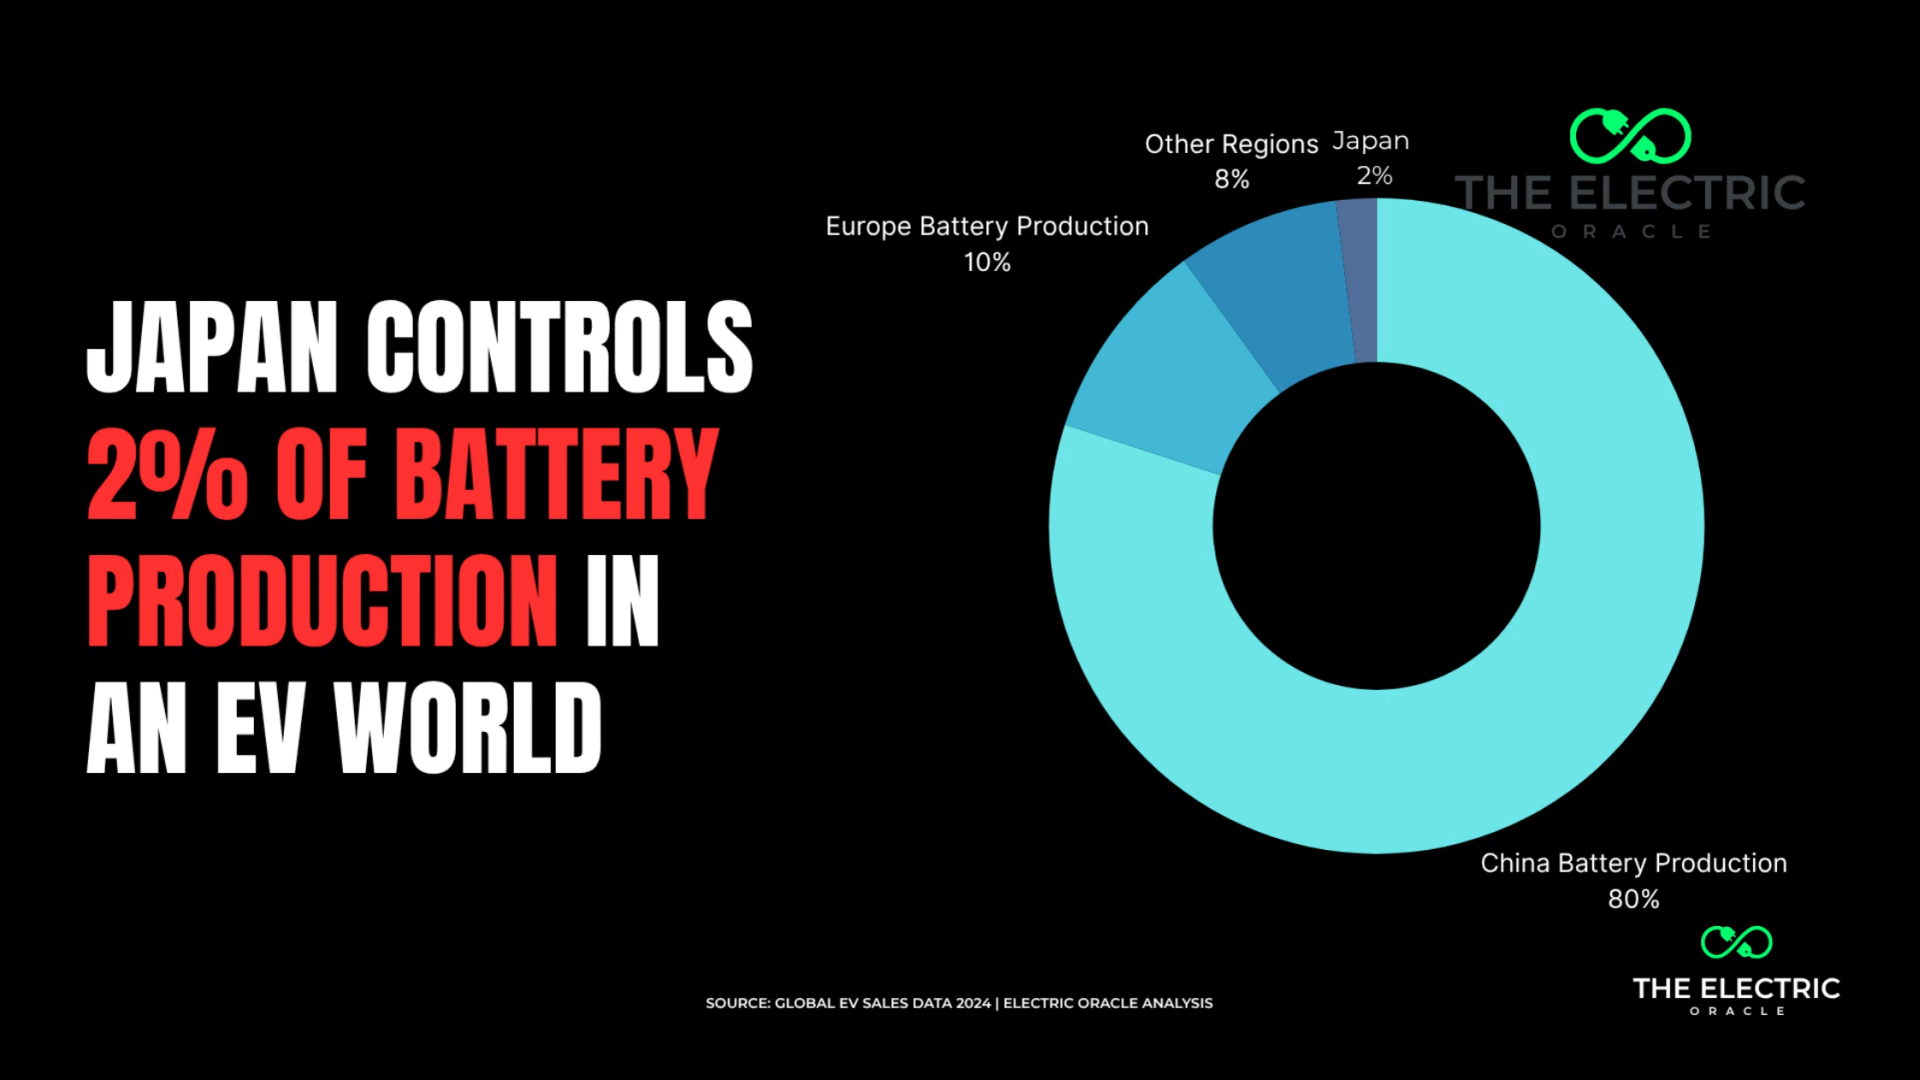 JAPAN CONTROLS
2% OF BATTERY
PRODUCTION IN
AN EV WORLD
Other Regions
8%
Japan
2%
Europe Battery Production
10%
China Battery Production
80%
THE ELECTRIC
ORACLE
THE ELECTRIC
ORACLE
SOURCE: GLOBAL EV SALES DATA 2024 | ELECTRIC ORACLE ANALYSIS